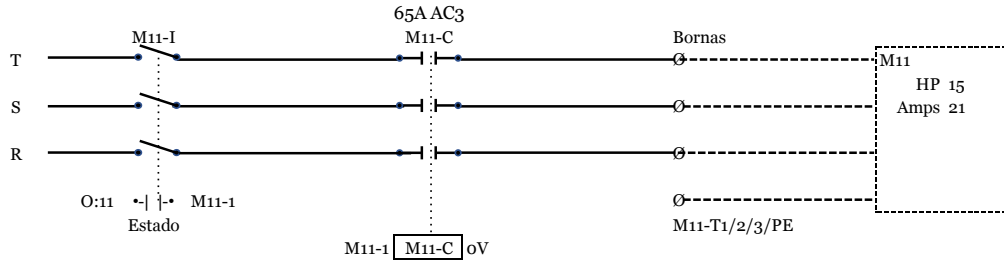 65A AC3
M11-I
M11-C
Bornas
T
M11
HP 15
S
Amps 21
R
O:11 M11-1
Estado
M11-T1/2/3/PE
M11-1 M11-C 0V